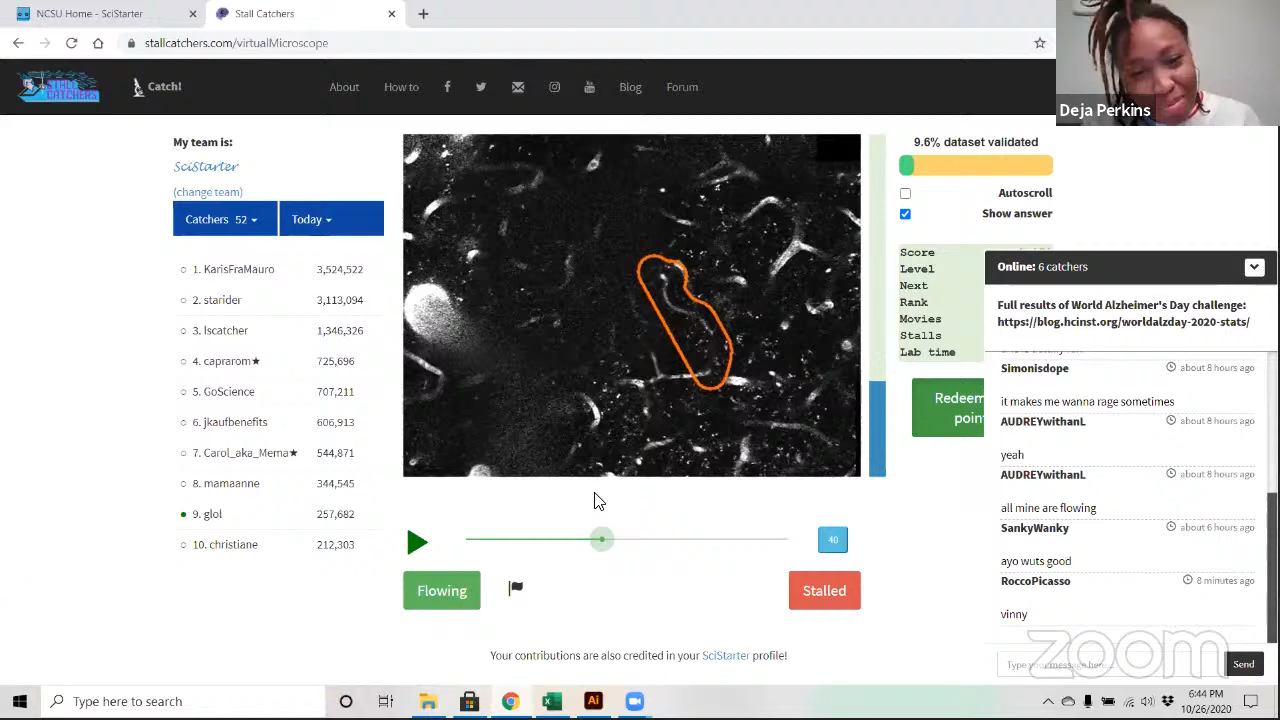 NCSU Home - SciStarter
Stall Catchers
stallcatchers.com/virtualMicroscope
Deja Perkins
STALL CATCHERS
Catch!
About
How to
Blog
Forum
My team is:
SciStarter
(change team)
Catchers 52
Today
1. KarisFraMauro 3,524,522
2. starider 3,113,094
3. lscatcher 1,346,326
4. caprarom★ 725,696
5. GoScience 707,211
6. jkaufbenefits 606,913
7. Carol_aka_Mema★ 544,871
8. mamaanne 344,545
9. glol 257,682
10. christiane 212,303
40
Flowing
Stalled
Your contributions are also credited in your SciStarter profile!
9.6% dataset validated
Autoscroll
Show answer
Score
Level
Next
Rank
Movies
Stalls
Lab time
Redeem
Online: 6 catchers
Full results of World Alzheimer's Day challenge:
https://blog.hcinst.org/worldalzday-2020-stats/
Simonisdope about 8 hours ago
it makes me wanna rage sometimes
AUDREYwithanL about 8 hours ago
yeah
AUDREYwithanL about 8 hours ago
all mine are flowing
SankyWanky about 6 hours ago
ayo wuts good
RoccoPicasso 8 minutes ago
vinny
Type your message here...
Send
zoom
Type here to search
6:44 PM
10/26/2020